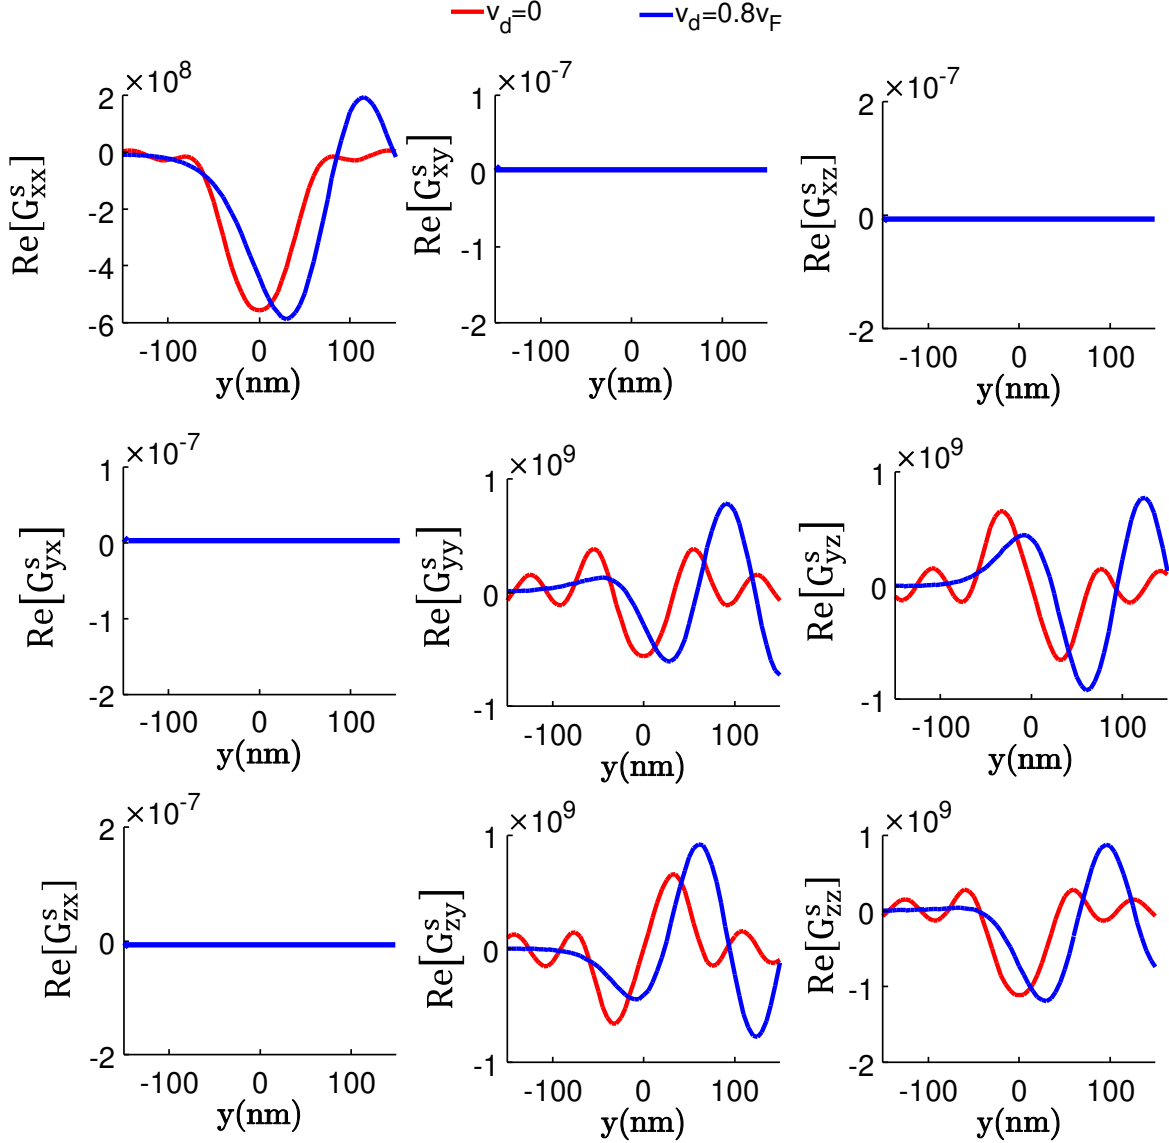 v_d=0 v_d=0.8v_F
×10^8 ×10^-7 ×10^-7
2 0 -2 -4 -6
Re[G^s_xx]
-100 0 100
y(nm)
1 0 -1 -2
Re[G^s_xy]
-100 0 100
y(nm)
2 0 -2
Re[G^s_xz]
-100 0 100
y(nm)
×10^-7 ×10^9 ×10^9
1 0 -1 -2
Re[G^s_yx]
-100 0 100
y(nm)
1 0 -1
Re[G^s_yy]
-100 0 100
y(nm)
1 0 -1
Re[G^s_yz]
-100 0 100
y(nm)
×10^-7 ×10^9 ×10^9
2 0 -2
Re[G^s_zx]
-100 0 100
y(nm)
1 0 -1
Re[G^s_zy]
-100 0 100
y(nm)
1 0 -1 -2
Re[G^s_zz]
-100 0 100
y(nm)